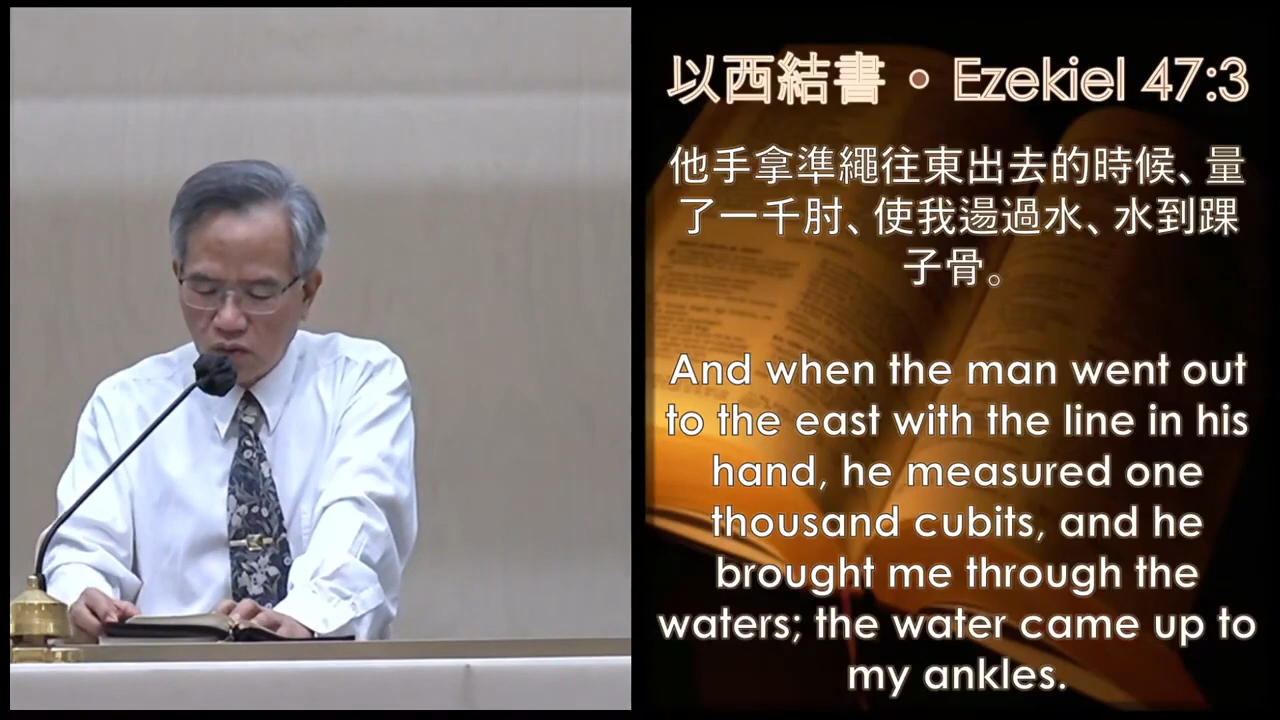 以西結書 • Ezekiel 47:3
他手拿準繩往東出去的時候、量
了一千肘、使我逿過水、水到踝
子骨。
And when the man went out
to the east with the line in his
hand, he measured one
thousand cubits, and he
brought me through the
waters; the water came up to
my ankles.